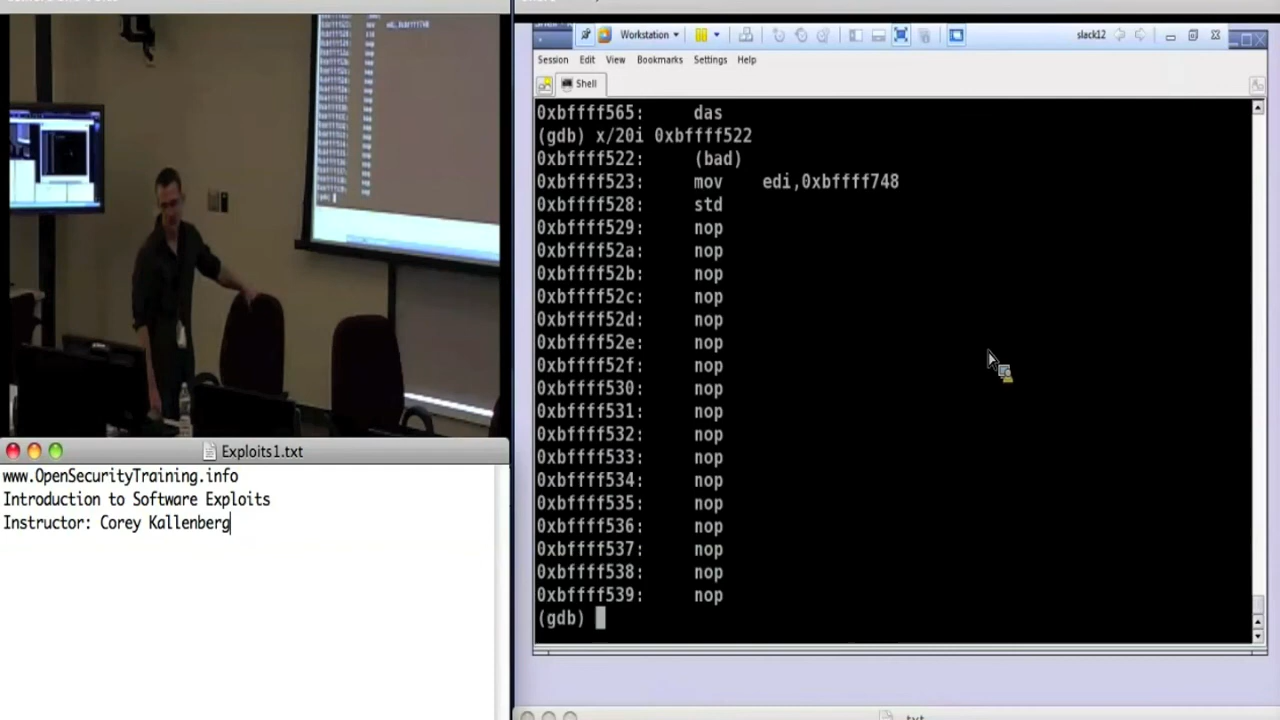 Workstation
slack12
Session Edit View Bookmarks Settings Help
Shell
0xbffff565: das
(gdb) x/20i 0xbffff522
0xbffff522: (bad)
0xbffff523: mov edi,0xbffff748
0xbffff528: std
0xbffff529: nop
0xbffff52a: nop
0xbffff52b: nop
0xbffff52c: nop
0xbffff52d: nop
0xbffff52e: nop
0xbffff52f: nop
0xbffff530: nop
0xbffff531: nop
0xbffff532: nop
0xbffff533: nop
0xbffff534: nop
0xbffff535: nop
0xbffff536: nop
0xbffff537: nop
0xbffff538: nop
0xbffff539: nop
(gdb)
Exploits1.txt
www.OpenSecurityTraining.info
Introduction to Software Exploits
Instructor: Corey Kallenberg